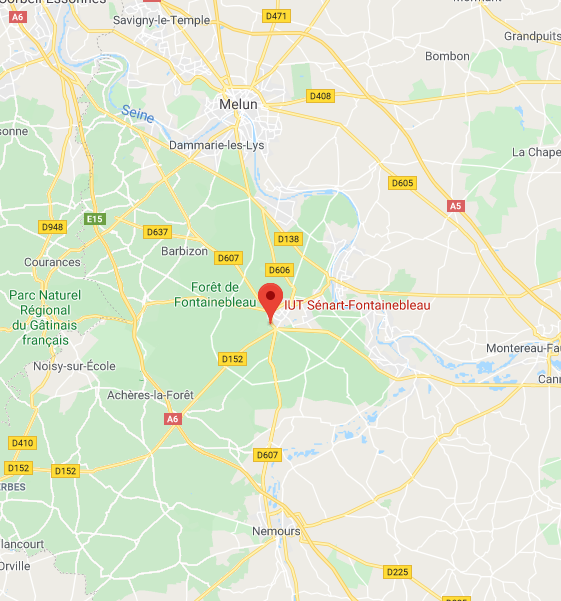 Corbeil-Essonnes
A6
Savigny-le-Temple
D471
Grandpuits
Bombon
Melun
D408
Seine
Dammarie-les-Lys
La Chape
D605
A5
E15
D948
D637
D138
Barbizon
D607
Courances
D606
Forêt de
Fontainebleau
Parc Naturel
Régional
du Gâtinais
français
IUT Sénart-Fontainebleau
Montereau-Fau
D152
Noisy-sur-École
Cann
Achères-la-Forêt
A6
D410
D607
D152
D152
ERBES
Nemours
llancourt
Orville
D225